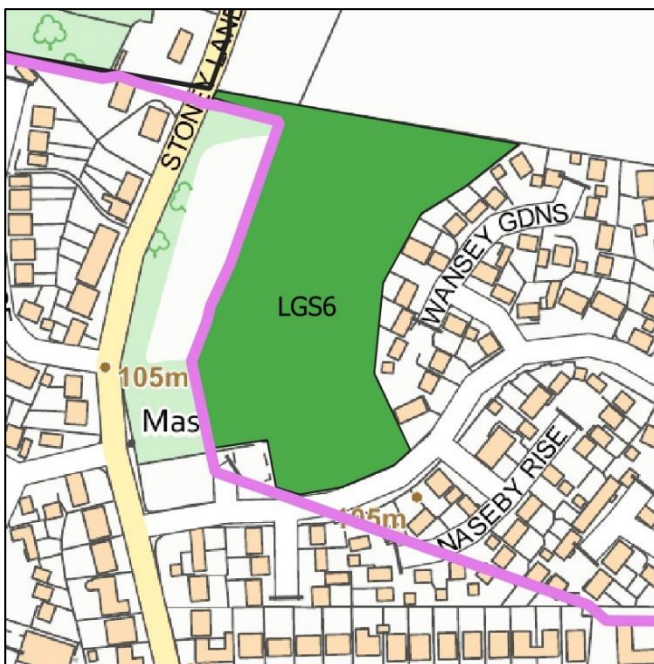 STONEY LANE
WANSEY GDNS
LGS6
105m
Mas
NASEBY RISE
105m